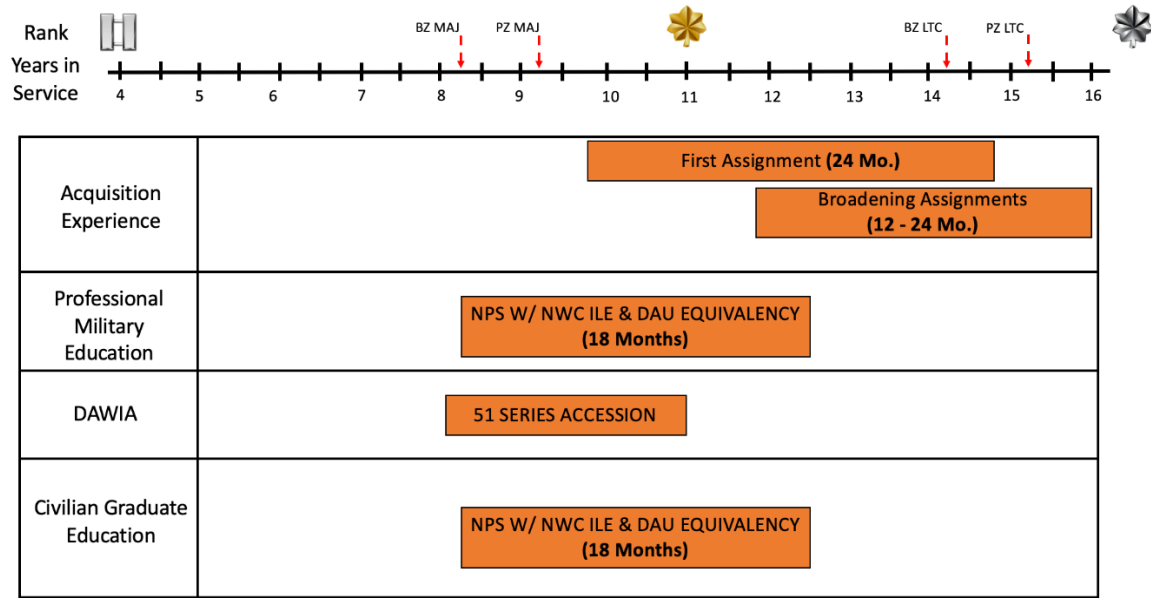 Rank
BZ MAJ
PZ MAJ
BZ LTC
PZ LTC
Years in
Service
4 5 6 7 8 9 10 11 12 13 14 15 16
Acquisition
Experience
First Assignment (24 Mo.)
Broadening Assignments
(12 - 24 Mo.)
Professional
Military
Education
NPS W/ NWC ILE & DAU EQUIVALENCY
(18 Months)
DAWIA
51 SERIES ACCESSION
Civilian Graduate
Education
NPS W/ NWC ILE & DAU EQUIVALENCY
(18 Months)